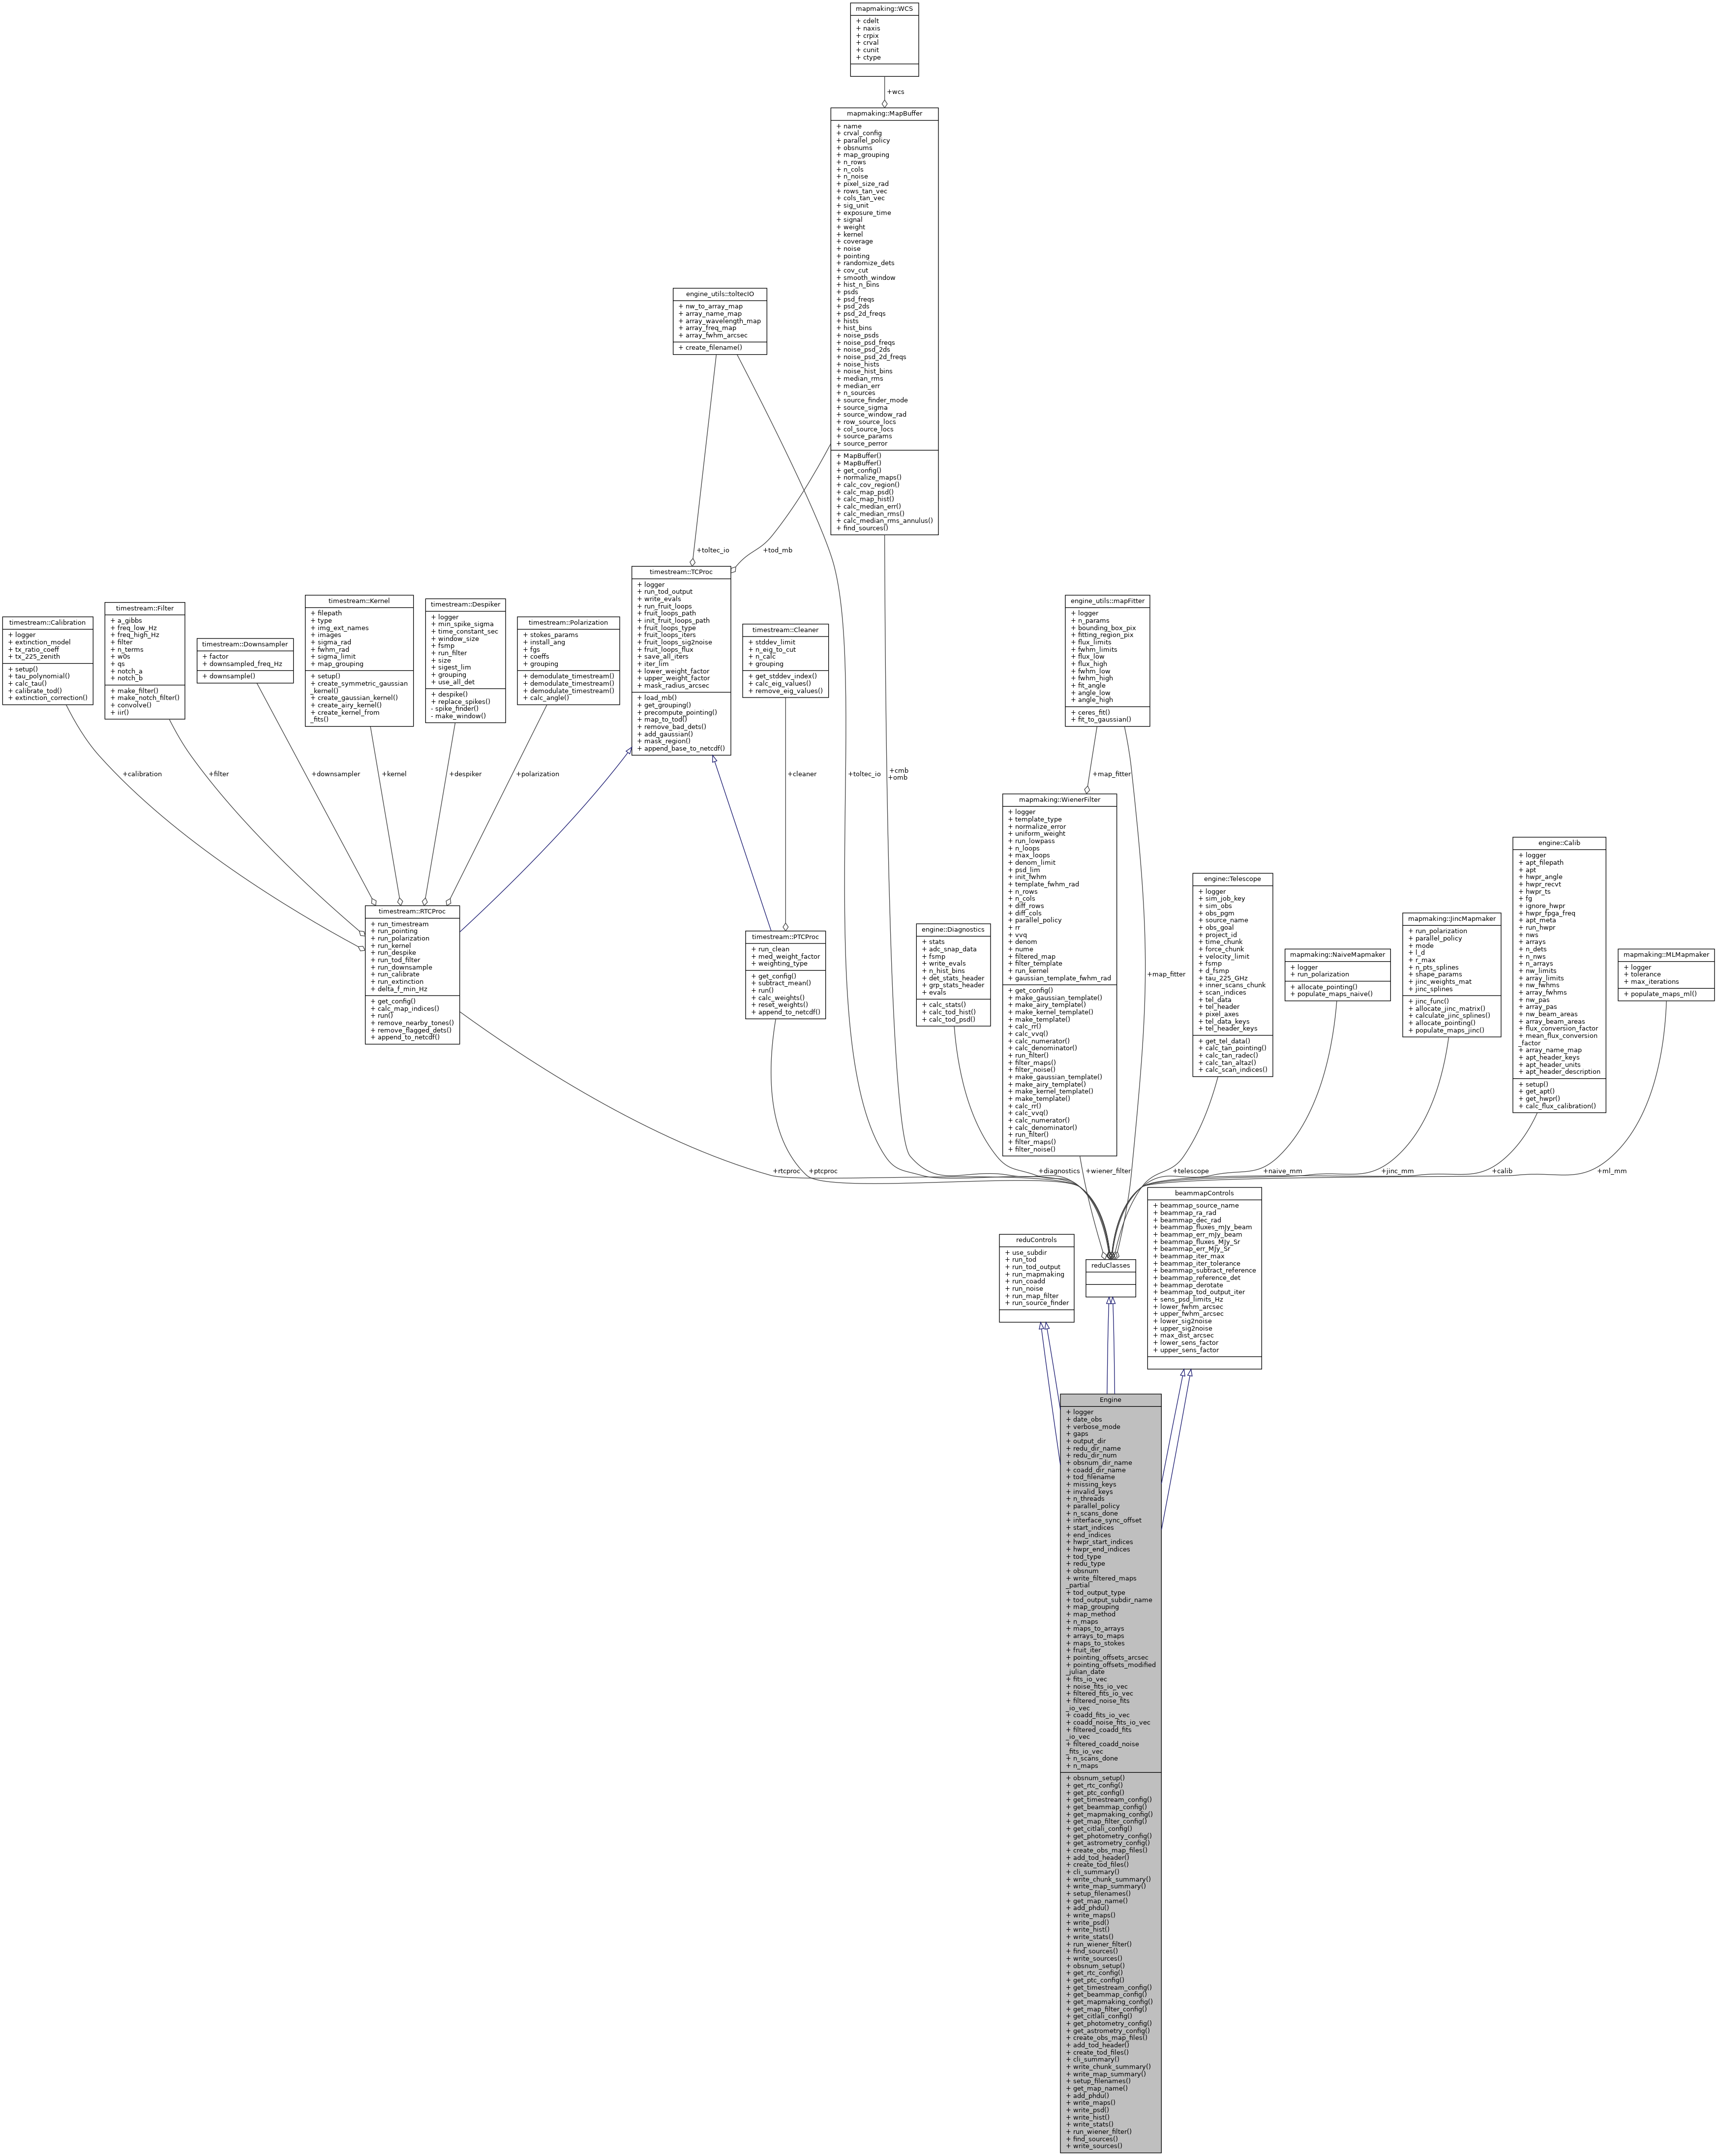 mapmaking::WCS
+ cdelt
+ naxis
+ crpix
+ crval
+ cunit
+ ctype
+wcs
mapmaking::MapBuffer
+ name
+ crval_config
+ parallel_policy
+ obsnums
+ map_grouping
+ n_rows
+ n_cols
+ n_noise
+ pixel_size_rad
+ rows_tan_vec
+ cols_tan_vec
+ sig_unit
+ exposure_time
+ signal
+ weight
+ kernel
+ coverage
+ noise
+ pointing
+ randomize_dets
+ cov_cut
+ smooth_window
+ hist_n_bins
+ psds
+ psd_freqs
+ psd_2ds
+ psd_2d_freqs
+ hists
+ hist_bins
+ noise_psds
+ noise_psd_freqs
+ noise_psd_2ds
+ noise_psd_2d_freqs
+ noise_hists
+ noise_hist_bins
+ median_rms
+ median_err
+ n_sources
+ source_finder_mode
+ source_sigma
+ source_window_rad
+ row_source_locs
+ col_source_locs
+ source_params
+ source_perror
+ MapBuffer()
+ MapBuffer()
+ get_config()
+ normalize_maps()
+ calc_cov_region()
+ calc_map_psd()
+ calc_map_hist()
+ calc_median_err()
+ calc_median_rms()
+ calc_median_rms_annulus()
+ find_sources()
engine_utils::toltecIO
+ nw_to_array_map
+ array_name_map
+ array_wavelength_map
+ array_freq_map
+ array_fwhm_arcsec
+ create_filename()
+toltec_io
+tod_mb
timestream::TCProc
+ logger
+ run_tod_output
+ write_evals
+ run_fruit_loops
+ fruit_loops_path
+ init_fruit_loops_path
+ fruit_loops_type
+ fruit_loops_iters
+ fruit_loops_sig2noise
+ fruit_loops_flux
+ save_all_iters
+ iter_lim
+ lower_weight_factor
+ upper_weight_factor
+ mask_radius_arcsec
+ load_mb()
+ get_grouping()
+ precompute_pointing()
+ map_to_tod()
+ remove_bad_dets()
+ add_gaussian()
+ mask_region()
+ append_base_to_netcdf()
timestream::Calibration
+ logger
+ extinction_model
+ tx_ratio_coeff
+ tx_225_zenith
+ setup()
+ tau_polynomial()
+ calc_tau()
+ calibrate_tod()
+ extinction_correction()
timestream::Filter
+ a_gibbs
+ freq_low_Hz
+ freq_high_Hz
+ filter
+ n_terms
+ w0s
+ qs
+ notch_a
+ notch_b
+ make_filter()
+ make_notch_filter()
+ convolve()
+ iir()
timestream::Downsampler
+ factor
+ downsampled_freq_Hz
+ downsample()
timestream::Kernel
+ filepath
+ type
+ img_ext_names
+ images
+ sigma_rad
+ fwhm_rad
+ sigma_limit
+ map_grouping
+ setup()
+ create_symmetric_gaussian
_kernel()
+ create_gaussian_kernel()
+ create_airy_kernel()
+ create_kernel_from
_fits()
timestream::Despiker
+ logger
+ min_spike_sigma
+ time_constant_sec
+ window_size
+ fsmp
+ run_filter
+ size
+ sigest_lim
+ grouping
+ use_all_det
+ despike()
+ replace_spikes()
- spike_finder()
- make_window()
timestream::Polarization
+ stokes_params
+ install_ang
+ fgs
+ coeffs
+ grouping
+ demodulate_timestream()
+ demodulate_timestream()
+ demodulate_timestream()
+ calc_angle()
timestream::Cleaner
+ stddev_limit
+ n_eig_to_cut
+ n_calc
+ grouping
+ get_stddev_index()
+ calc_eig_values()
+ remove_eig_values()
engine_utils::mapFitter
+ logger
+ n_params
+ bounding_box_pix
+ fitting_region_pix
+ flux_limits
+ fwhm_limits
+ flux_low
+ flux_high
+ fwhm_low
+ fwhm_high
+ fit_angle
+ angle_low
+ angle_high
+ ceres_fit()
+ fit_to_gaussian()
+calibration
+filter
+downsampler
+kernel
+despiker
+polarization
+cleaner
+toltec_io
+cmb
+omb
+map_fitter
timestream::RTCProc
+ run_timestream
+ run_pointing
+ run_polarization
+ run_kernel
+ run_despike
+ run_tod_filter
+ run_downsample
+ run_calibrate
+ run_extinction
+ delta_f_min_Hz
+ get_config()
+ calc_map_indices()
+ run()
+ remove_nearby_tones()
+ remove_flagged_dets()
+ append_to_netcdf()
timestream::PTCProc
+ run_clean
+ med_weight_factor
+ weighting_type
+ get_config()
+ subtract_mean()
+ run()
+ calc_weights()
+ reset_weights()
+ append_to_netcdf()
engine::Diagnostics
+ stats
+ adc_snap_data
+ fsmp
+ write_evals
+ n_hist_bins
+ det_stats_header
+ grp_stats_header
+ evals
+ calc_stats()
+ calc_tod_hist()
+ calc_tod_psd()
mapmaking::WienerFilter
+ logger
+ template_type
+ normalize_error
+ uniform_weight
+ run_lowpass
+ n_loops
+ max_loops
+ denom_limit
+ psd_lim
+ init_fwhm
+ template_fwhm_rad
+ n_rows
+ n_cols
+ diff_rows
+ diff_cols
+ parallel_policy
+ rr
+ vvq
+ denom
+ nume
+ filtered_map
+ filter_template
+ run_kernel
+ gaussian_template_fwhm_rad
+ get_config()
+ make_gaussian_template()
+ make_airy_template()
+ make_kernel_template()
+ make_template()
+ calc_rr()
+ calc_vvq()
+ calc_numerator()
+ calc_denominator()
+ run_filter()
+ filter_maps()
+ filter_noise()
+ make_gaussian_template()
+ make_airy_template()
+ make_kernel_template()
+ make_template()
+ calc_rr()
+ calc_vvq()
+ calc_numerator()
+ calc_denominator()
+ run_filter()
+ filter_maps()
+ filter_noise()
+map_fitter
engine::Telescope
+ logger
+ sim_job_key
+ sim_obs
+ obs_pgm
+ source_name
+ obs_goal
+ project_id
+ time_chunk
+ force_chunk
+ velocity_limit
+ fsmp
+ d_fsmp
+ tau_225_GHz
+ inner_scans_chunk
+ scan_indices
+ tel_data
+ tel_header
+ pixel_axes
+ tel_data_keys
+ tel_header_keys
+ get_tel_data()
+ calc_tan_pointing()
+ calc_tan_radec()
+ calc_tan_altaz()
+ calc_scan_indices()
mapmaking::NaiveMapmaker
+ logger
+ run_polarization
+ allocate_pointing()
+ populate_maps_naive()
mapmaking::JincMapmaker
+ run_polarization
+ parallel_policy
+ mode
+ l_d
+ r_max
+ n_pts_splines
+ shape_params
+ jinc_weights_mat
+ jinc_splines
+ jinc_func()
+ allocate_jinc_matrix()
+ calculate_jinc_splines()
+ allocate_pointing()
+ populate_maps_jinc()
engine::Calib
+ logger
+ apt_filepath
+ apt
+ hwpr_angle
+ hwpr_recvt
+ hwpr_ts
+ fg
+ ignore_hwpr
+ hwpr_fpga_freq
+ apt_meta
+ run_hwpr
+ nws
+ arrays
+ n_dets
+ n_nws
+ n_arrays
+ nw_limits
+ array_limits
+ nw_fwhms
+ array_fwhms
+ nw_pas
+ array_pas
+ nw_beam_areas
+ array_beam_areas
+ flux_conversion_factor
+ mean_flux_conversion
_factor
+ array_name_map
+ apt_header_keys
+ apt_header_units
+ apt_header_description
+ setup()
+ get_apt()
+ get_hwpr()
+ calc_flux_calibration()
mapmaking::MLMapmaker
+ logger
+ tolerance
+ max_iterations
+ populate_maps_ml()
+rtcproc
+ptcproc
+diagnostics
+wiener_filter
+telescope
+naive_mm
+jinc_mm
+calib
+ml_mm
reduControls
+ use_subdir
+ run_tod
+ run_tod_output
+ run_mapmaking
+ run_coadd
+ run_noise
+ run_map_filter
+ run_source_finder
reduClasses
beammapControls
+ beammap_source_name
+ beammap_ra_rad
+ beammap_dec_rad
+ beammap_fluxes_mJy_beam
+ beammap_err_mJy_beam
+ beammap_fluxes_MJy_Sr
+ beammap_err_MJy_Sr
+ beammap_iter_max
+ beammap_iter_tolerance
+ beammap_subtract_reference
+ beammap_reference_det
+ beammap_derotate
+ beammap_tod_output_iter
+ sens_psd_limits_Hz
+ lower_fwhm_arcsec
+ upper_fwhm_arcsec
+ lower_sig2noise
+ upper_sig2noise
+ max_dist_arcsec
+ lower_sens_factor
+ upper_sens_factor
Engine
+ logger
+ date_obs
+ verbose_mode
+ gaps
+ output_dir
+ redu_dir_name
+ redu_dir_num
+ obsnum_dir_name
+ coadd_dir_name
+ tod_filename
+ missing_keys
+ invalid_keys
+ n_threads
+ parallel_policy
+ n_scans_done
+ interface_sync_offset
+ start_indices
+ end_indices
+ hwpr_start_indices
+ hwpr_end_indices
+ tod_type
+ redu_type
+ obsnum
+ write_filtered_maps
_partial
+ tod_output_type
+ tod_output_subdir_name
+ map_grouping
+ map_method
+ n_maps
+ maps_to_arrays
+ arrays_to_maps
+ maps_to_stokes
+ fruit_iter
+ pointing_offsets_arcsec
+ pointing_offsets_modified
_julian_date
+ fits_io_vec
+ noise_fits_io_vec
+ filtered_fits_io_vec
+ filtered_noise_fits
_io_vec
+ coadd_fits_io_vec
+ coadd_noise_fits_io_vec
+ filtered_coadd_fits
_io_vec
+ filtered_coadd_noise
_fits_io_vec
+ n_scans_done
+ n_maps
+ obsnum_setup()
+ get_rtc_config()
+ get_ptc_config()
+ get_timestream_config()
+ get_beammap_config()
+ get_mapmaking_config()
+ get_map_filter_config()
+ get_citlali_config()
+ get_photometry_config()
+ get_astrometry_config()
+ create_obs_map_files()
+ add_tod_header()
+ create_tod_files()
+ cli_summary()
+ write_chunk_summary()
+ write_map_summary()
+ setup_filenames()
+ get_map_name()
+ add_phdu()
+ write_maps()
+ write_psd()
+ write_hist()
+ write_stats()
+ run_wiener_filter()
+ find_sources()
+ write_sources()
+ obsnum_setup()
+ get_rtc_config()
+ get_ptc_config()
+ get_timestream_config()
+ get_beammap_config()
+ get_mapmaking_config()
+ get_map_filter_config()
+ get_citlali_config()
+ get_photometry_config()
+ get_astrometry_config()
+ create_obs_map_files()
+ add_tod_header()
+ create_tod_files()
+ cli_summary()
+ write_chunk_summary()
+ write_map_summary()
+ setup_filenames()
+ get_map_name()
+ add_phdu()
+ write_maps()
+ write_psd()
+ write_hist()
+ write_stats()
+ run_wiener_filter()
+ find_sources()
+ write_sources()